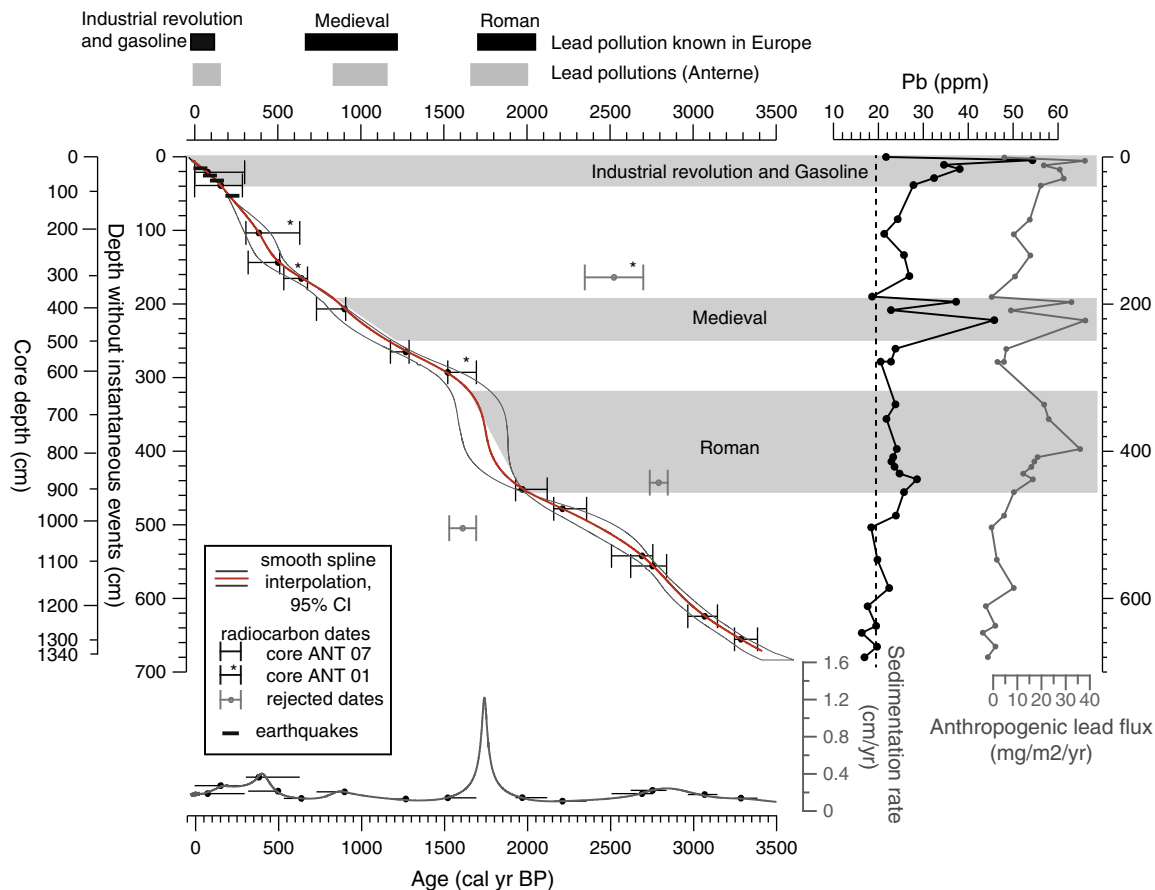 Industrial revolution
and gasoline
Medieval
Roman
Lead pollution known in Europe
Lead pollutions (Anterne)
Pb (ppm)
0 500 1000 1500 2000 2500 3000 3500
10 20 30 40 50 60
Industrial revolution and Gasoline
Medieval
Roman
*
*
*
*
Core depth (cm)
0
100
200
300
400
500
600
700
800
900
1000
1100
1200
1300
1340
Depth without instantaneous events (cm)
0
100
200
300
400
500
600
700
0
200
400
600
smooth spline
interpolation,
95% CI
radiocarbon dates
core ANT 07
* core ANT 01
rejected dates
earthquakes
1.6
1.2
0.8
0.4
0
Sedimentation rate
(cm/yr)
0 10 20 30 40
Anthropogenic lead flux
(mg/m2/yr)
0 500 1000 1500 2000 2500 3000 3500
Age (cal yr BP)